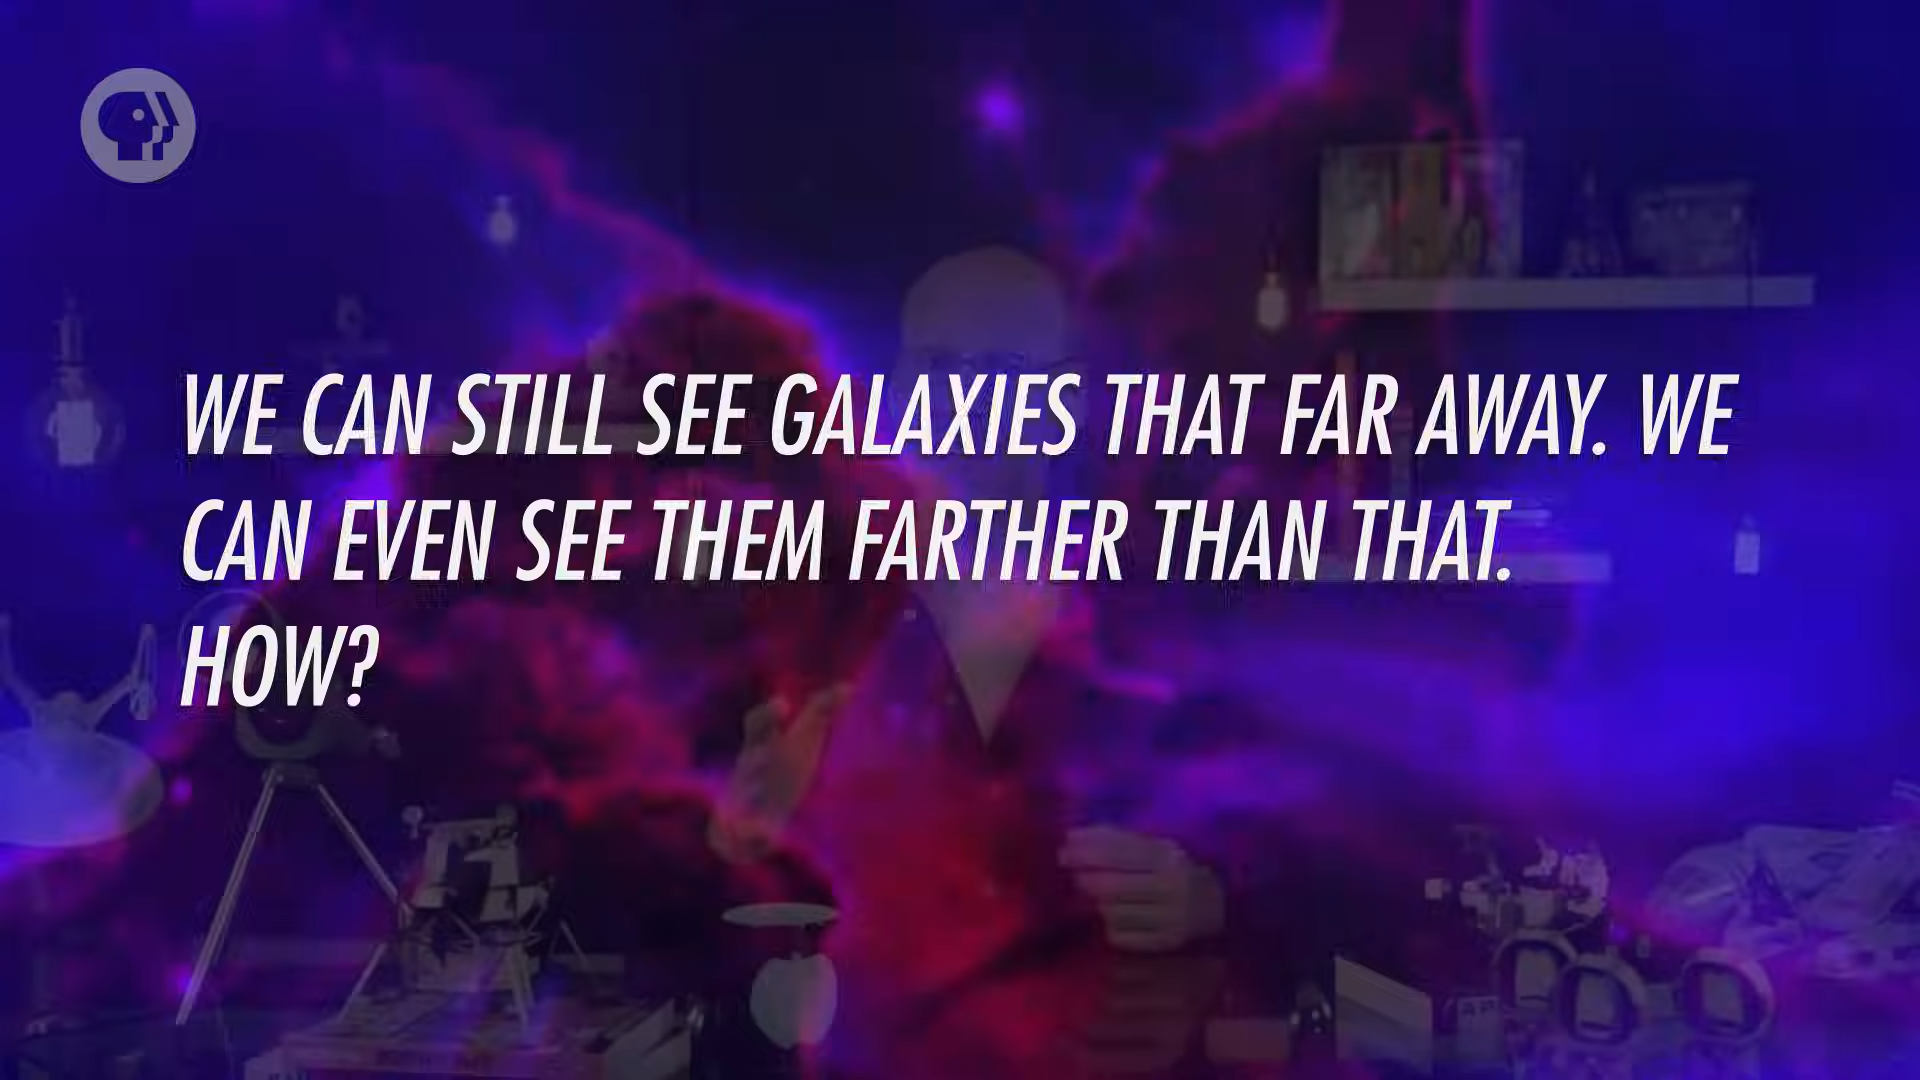 WE CAN STILL SEE GALAXIES THAT FAR AWAY. WE
CAN EVEN SEE THEM FARTHER THAN THAT.
HOW?